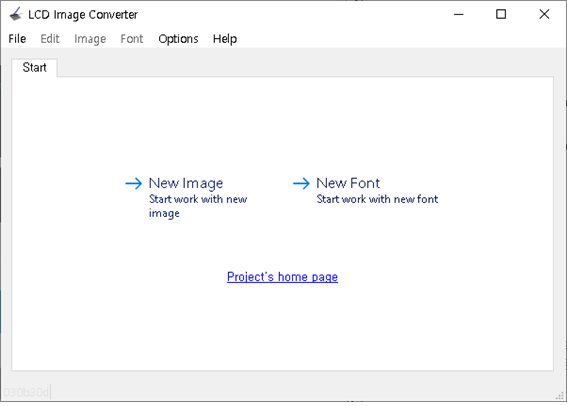 LCD Image Converter
File Edit Image Font Options Help
Start
New Image
Start work with new
image
New Font
Start work with new font
Project's home page
030b30d